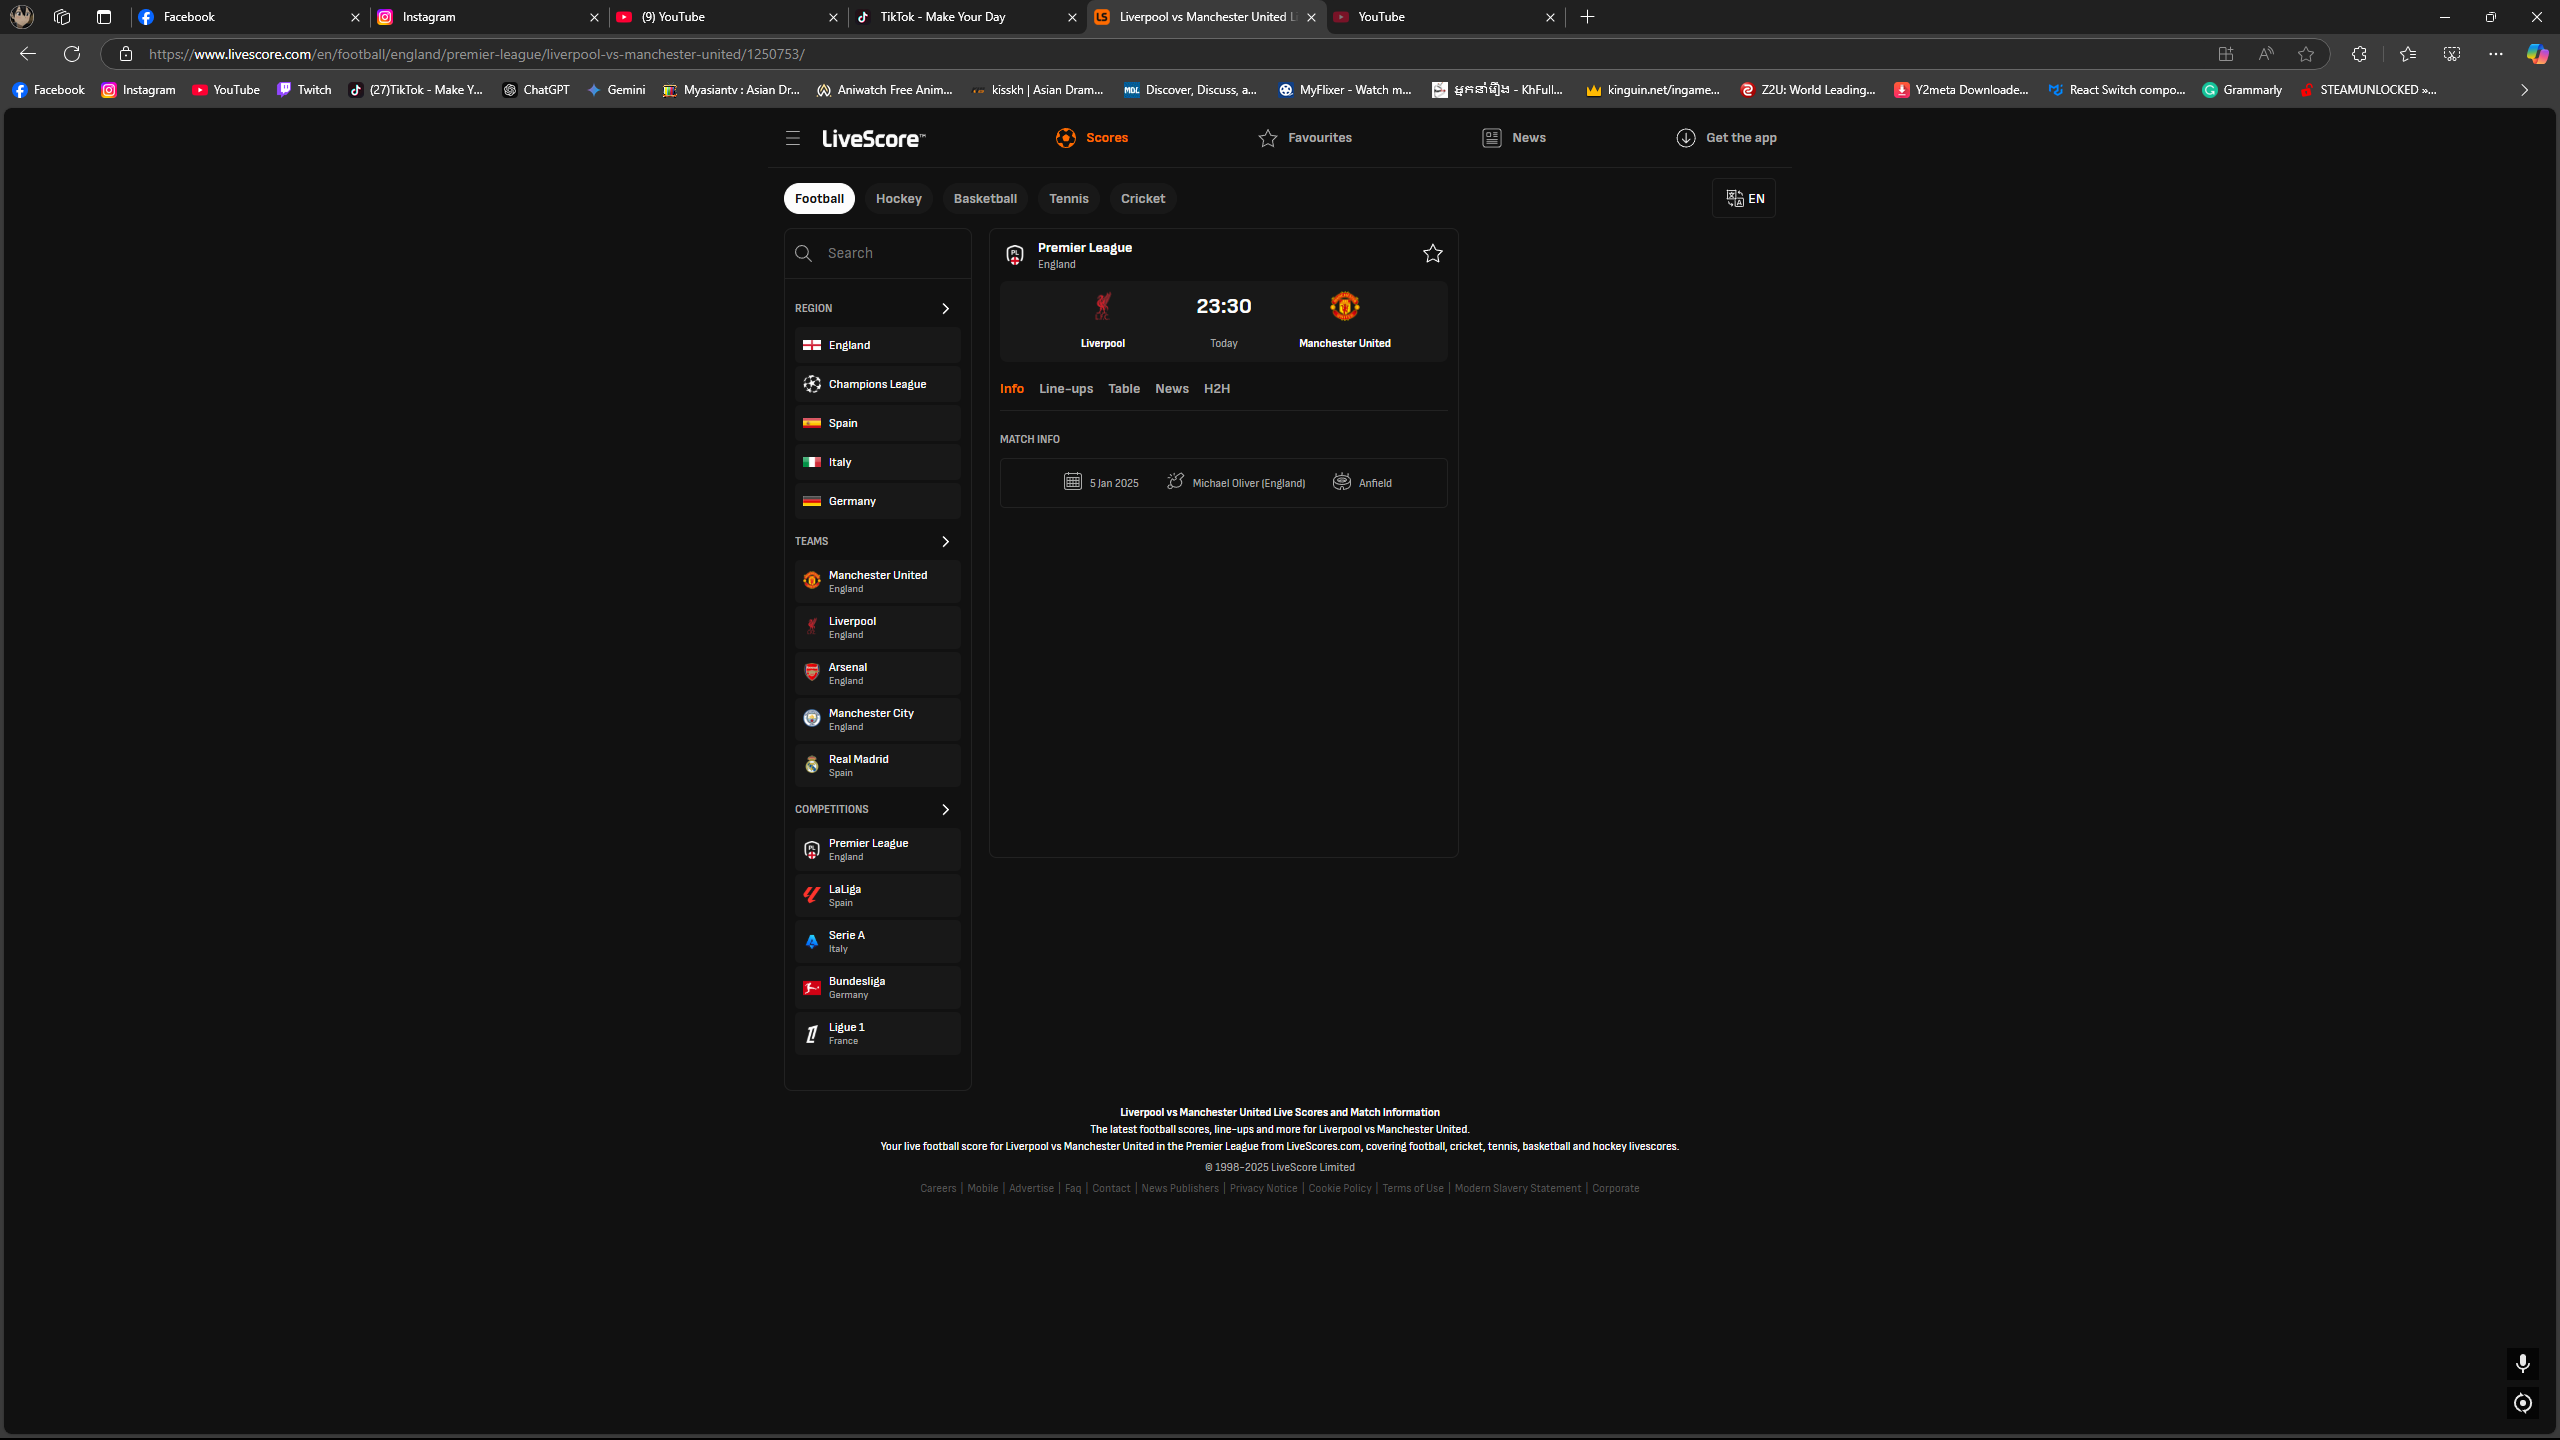 Facebook
Instagram
(9) YouTube
TikTok - Make Your Day
Liverpool vs Manchester United Li
YouTube
https://www.livescore.com/en/football/england/premier-league/liverpool-vs-manchester-united/1250753/
Facebook Instagram YouTube Twitch (27)TikTok - Make Y... ChatGPT Gemini Myasiantv : Asian Dr... Aniwatch Free Anim... kisskh | Asian Dram... MDL Discover, Discuss, a... MyFlixer - Watch m... អ្នកនាំរឿង - KhFull... kinguin.net/ingame... Z2U: World Leading... Y2meta Downloade... React Switch compo... Grammarly STEAMUNLOCKED »...
LiveScore™
Scores
Favourites
News
Get the app
Football Hockey Basketball Tennis Cricket
EN
Search
REGION
England
Champions League
Spain
Italy
Germany
TEAMS
Manchester United
England
Liverpool
England
Arsenal
England
Manchester City
England
Real Madrid
Spain
COMPETITIONS
Premier League
England
LaLiga
Spain
Serie A
Italy
Bundesliga
Germany
Ligue 1
France
Premier League
England
23:30
Liverpool Today Manchester United
Info Line-ups Table News H2H
MATCH INFO
5 Jan 2025 Michael Oliver (England) Anfield
Liverpool vs Manchester United Live Scores and Match Information
The latest football scores, line-ups and more for Liverpool vs Manchester United.
Your live football score for Liverpool vs Manchester United in the Premier League from LiveScores.com, covering football, cricket, tennis, basketball and hockey livescores.
© 1998-2025 LiveScore Limited
Careers | Mobile | Advertise | Faq | Contact | News Publishers | Privacy Notice | Cookie Policy | Terms of Use | Modern Slavery Statement | Corporate